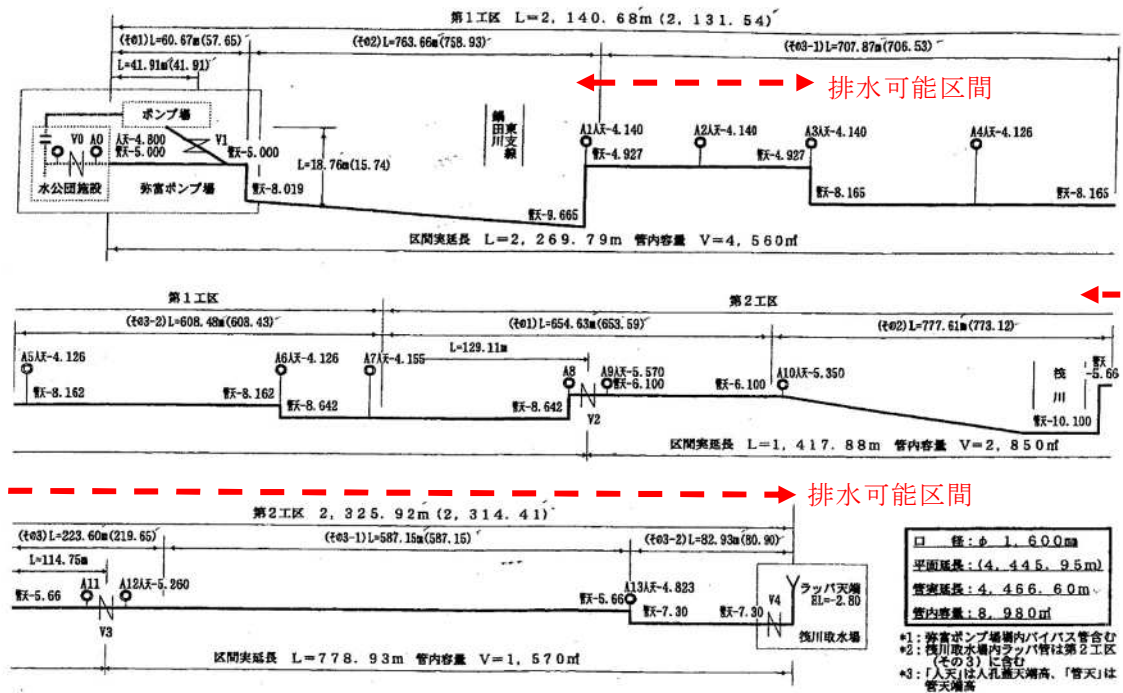 第1工区 L=2,140.68m(2,131.54)
(その1)L=60.67m(57.65)
(その2)L=763.66m(758.93)
(その3-1)L=707.87m(706.53)
L=41.91m(41.91)
排水可能区間
ポンプ場
鍋田川
東支線
V0 A0
人天-4.800
管天-5.000
V1
管天-5.000
L=18.76m(15.74)
A1人天-4.140
管天-4.927
A2人天-4.140
管天-4.927
A3人天-4.140
A4人天-4.126
水公団施設
弥富ポンプ場
管天-8.019
管天-9.665
管天-8.165
管天-8.165
区間実延長 L=2,269.79m 管内容量 V=4,560㎥
第1工区
第2工区
(その3-2)L=608.48m(608.43)
(その1)L=654.63m(653.59)
(その2)L=777.61m(773.12)
A5人天-4.126
A6人天-4.126
A7人天-4.155
L=129.11m
A8
A9人天-5.570
管天-6.100
管天-6.100
A10人天-5.350
筏川
管天
-5.66
管天-8.162
管天-8.162
管天-8.642
管天-8.642
V2
管天-10.100
区間実延長 L=1,417.88m 管内容量 V=2,850㎥
排水可能区間
第2工区 2,325.92m(2,314.41)
(その3)L=223.60m(219.65)
(その3-1)L=587.15m(587.15)
(その3-2)L=82.93m(80.90)
L=114.75m
A11
A12人天-5.260
A13人天-4.823
管天-5.66
管天-5.66
管天-7.30
管天-7.30
V4
ラッパ天端
EL=-2.80
V3
筏川取水場
区間実延長 L=778.93m 管内容量 V=1,570㎥
口 径:φ 1,600mm
平面延長:(4,445.95m)
管実延長:4,466.60m
管内容量:8,980㎥
*1:弥富ポンプ場場内バイパス管含む
*2:筏川取水場内ラッパ管は第2工区
(その3)に含む
*3:「人天」は人孔蓋天端高、「管天」は
管天端高